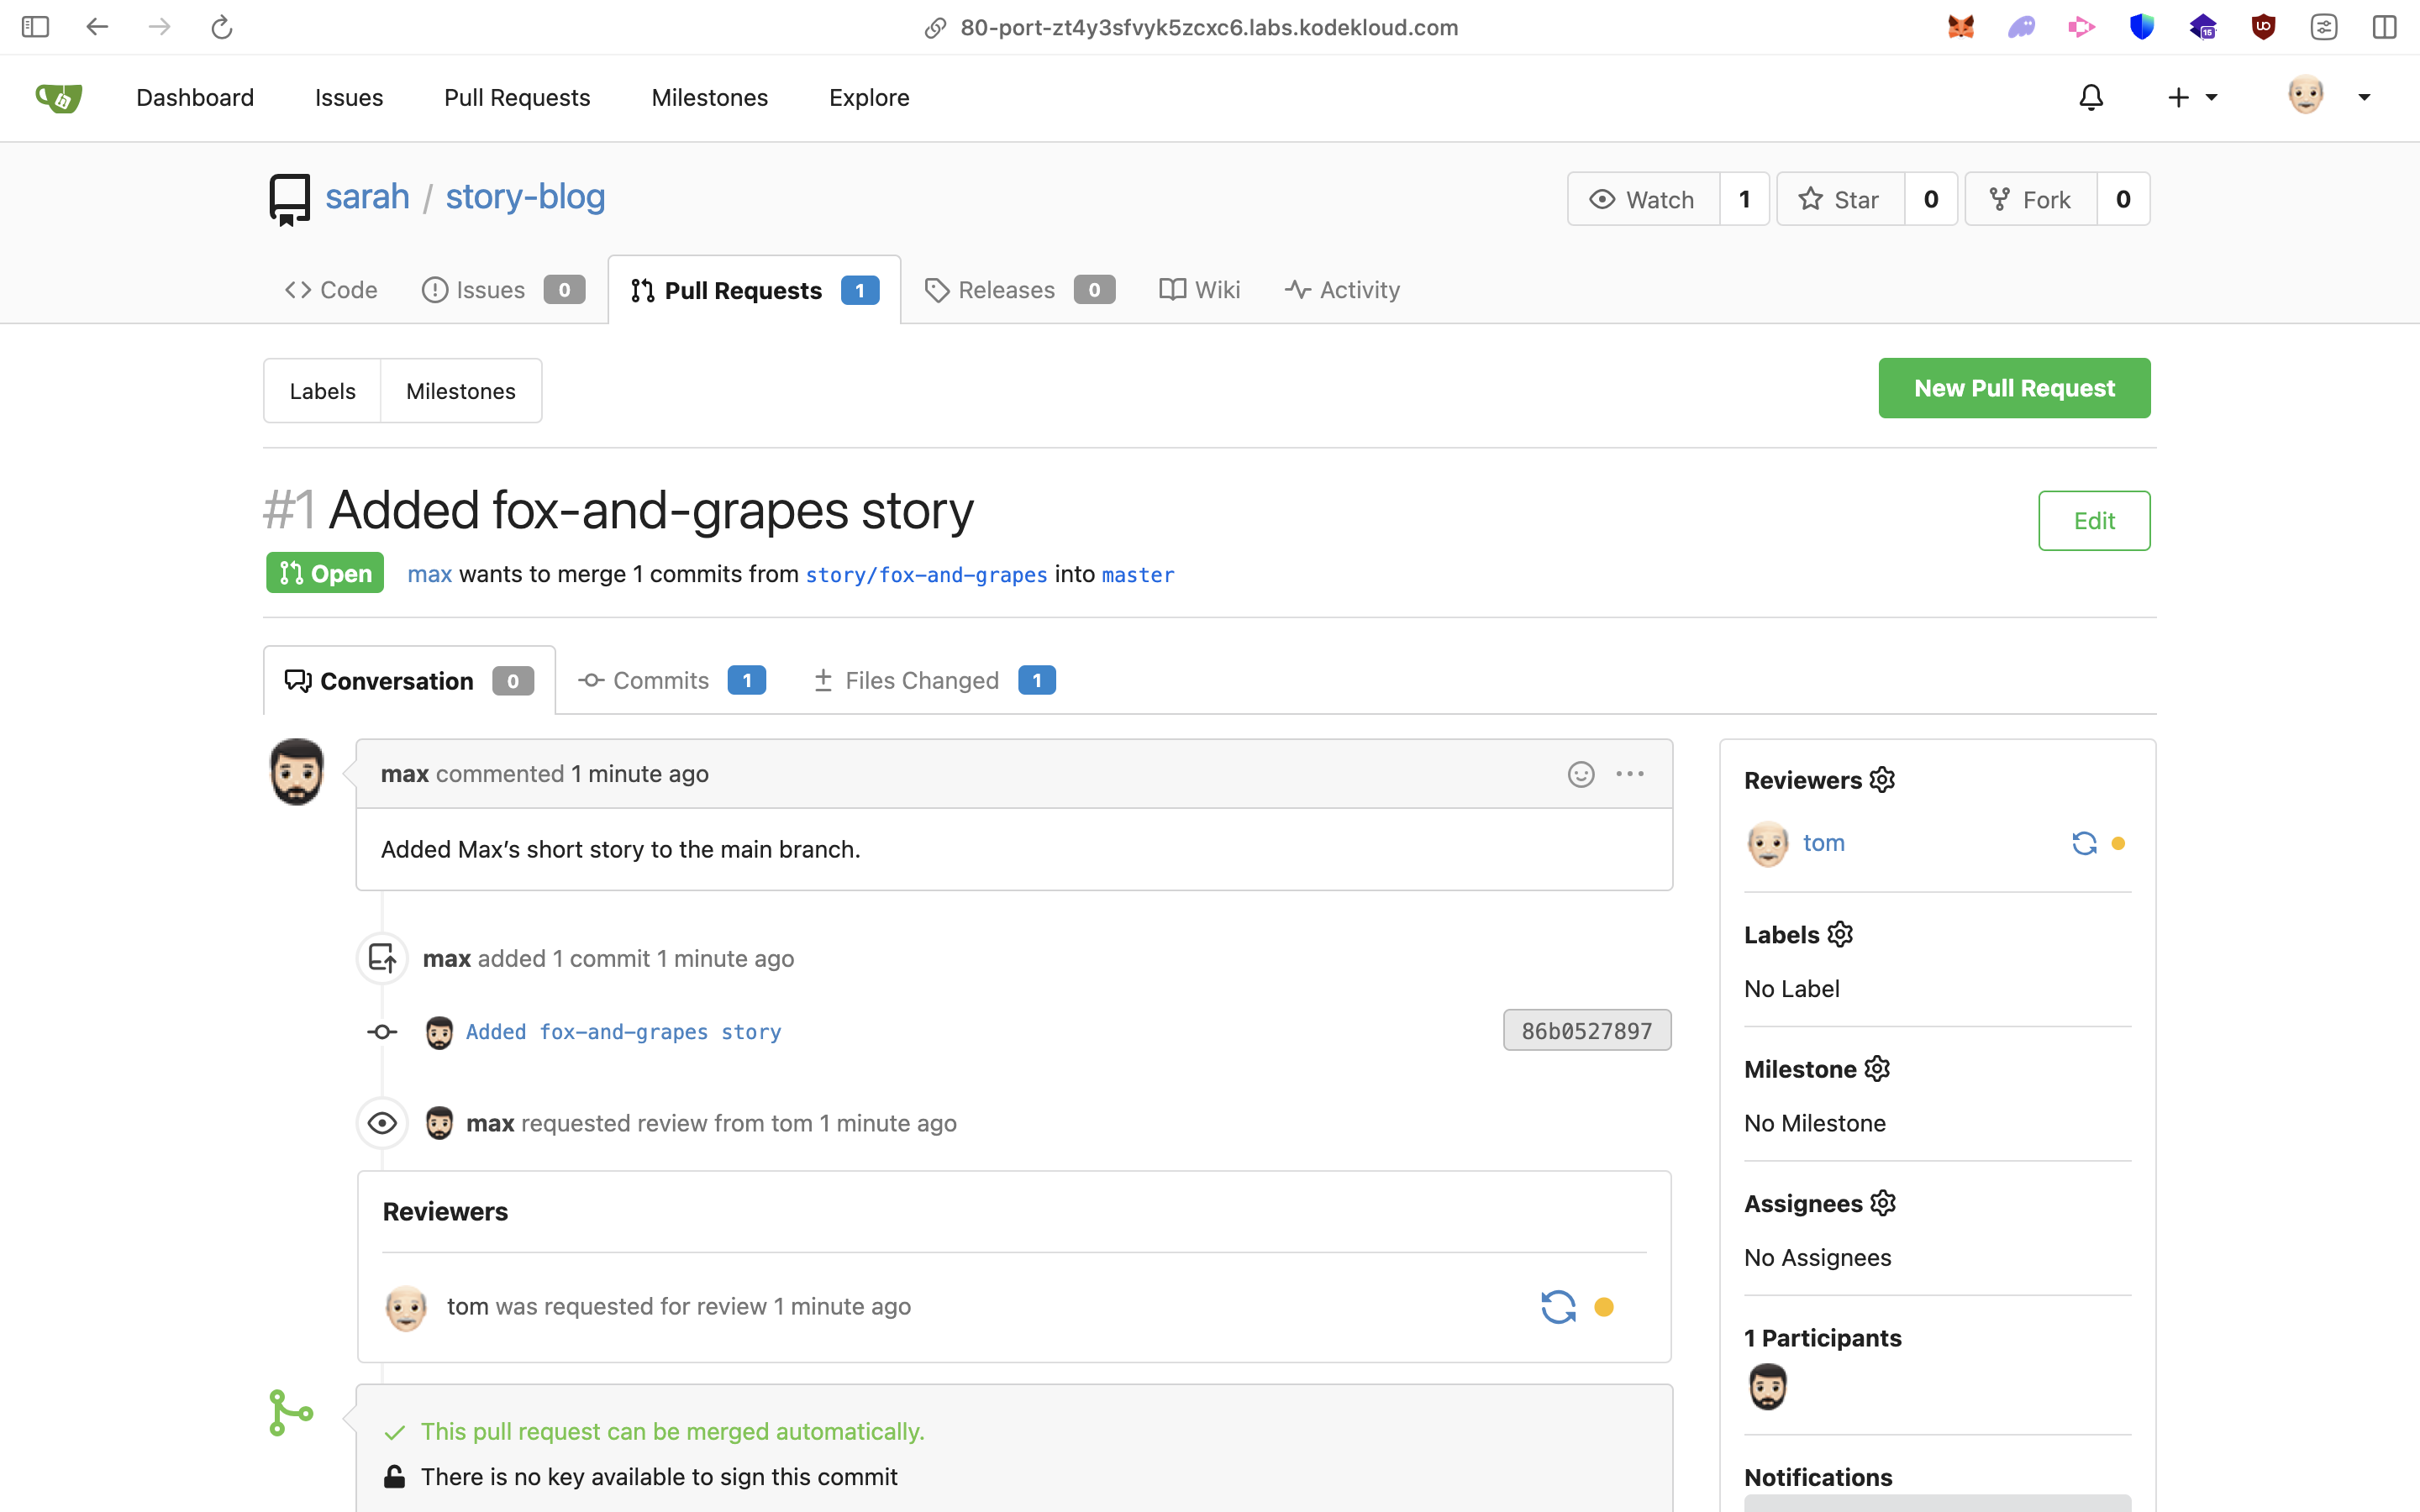 80-port-zt4y3sfvyk5zcxc6.labs.kodekloud.com
15
Dashboard Issues Pull Requests Milestones Explore
sarah / story-blog
Watch 1 Star 0 Fork 0
Code Issues 0 Pull Requests 1 Releases 0 Wiki Activity
Labels Milestones
New Pull Request
#1 Added fox-and-grapes story
Edit
Open max wants to merge 1 commits from story/fox-and-grapes into master
Conversation 0 Commits 1 Files Changed 1
max commented 1 minute ago
Added Max's short story to the main branch.
max added 1 commit 1 minute ago
Added fox-and-grapes story 86b0527897
max requested review from tom 1 minute ago
Reviewers
tom was requested for review 1 minute ago
This pull request can be merged automatically.
There is no key available to sign this commit
Reviewers
tom
Labels
No Label
Milestone
No Milestone
Assignees
No Assignees
1 Participants
Notifications